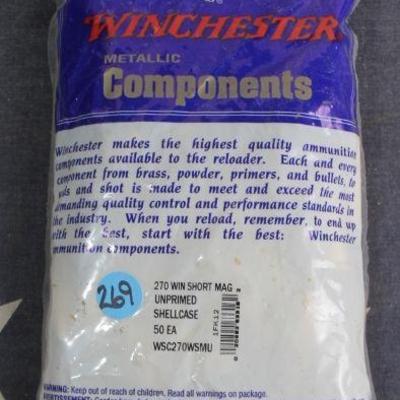 WINCHESTER
METALLIC
Components
Winchester makes the highest quality ammunition
components available to the reloader. Each and every
component from brass, powder, primers, and bullets, to
and shot is made to meet and exceed the most
demanding quality control and performance standards in
the industry. When you reload, remember, to end up
with the best, start with the best: Winchester
ammunition components.
269
270 WIN SHORT MAG
UNPRIMED
SHELLCASE
50 EA
WSC270WSMU
1FK12
WARNING: Keep out of reach of children. Read all warnings on package.